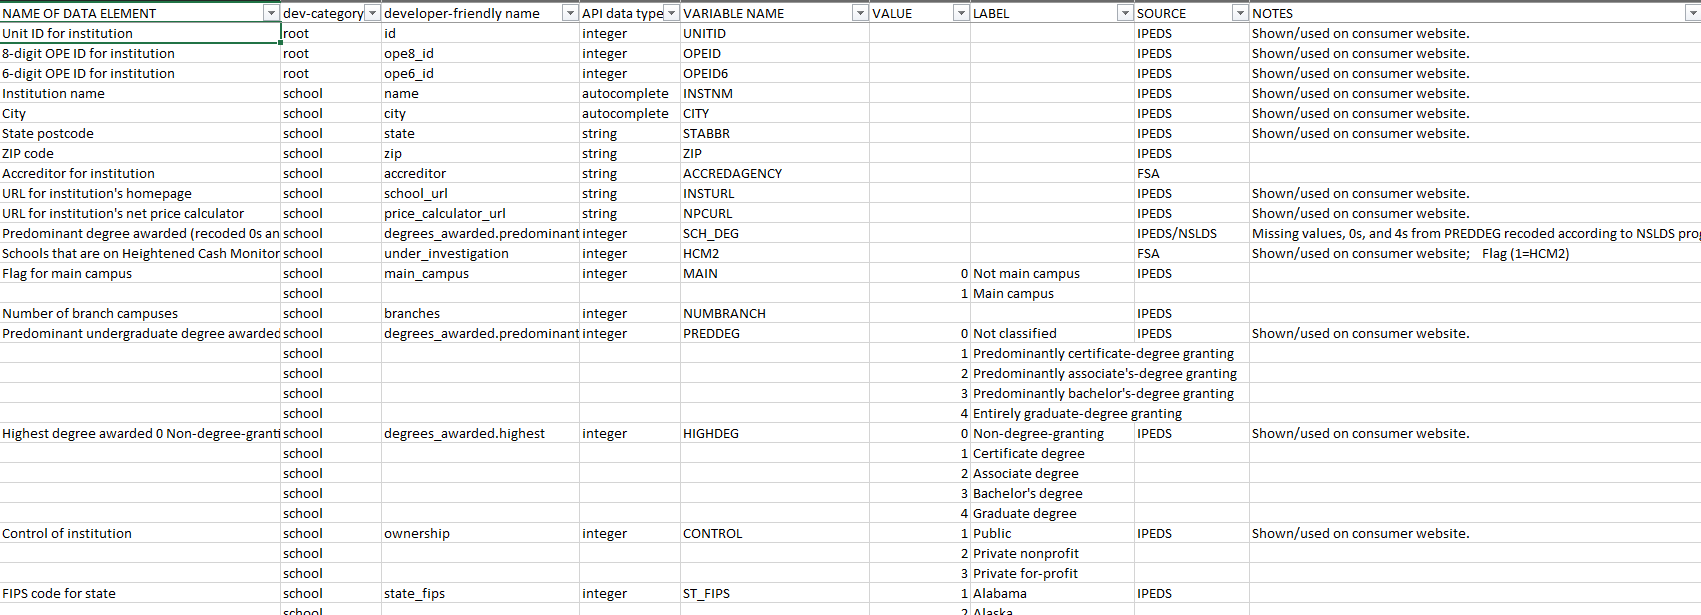 NAME OF DATA ELEMENT dev-category developer-friendly name API data type VARIABLE NAME VALUE LABEL SOURCE NOTES
Unit ID for institution root id integer UNITID IPEDS Shown/used on consumer website.
8-digit OPE ID for institution root ope8_id integer OPEID IPEDS Shown/used on consumer website.
6-digit OPE ID for institution root ope6_id integer OPEID6 IPEDS Shown/used on consumer website.
Institution name school name autocomplete INSTNM IPEDS Shown/used on consumer website.
City school city autocomplete CITY IPEDS Shown/used on consumer website.
State postcode school state string STABBR IPEDS Shown/used on consumer website.
ZIP code school zip string ZIP IPEDS
Accreditor for institution school accreditor string ACCREDAGENCY FSA
URL for institution's homepage school school_url string INSTURL IPEDS Shown/used on consumer website.
URL for institution's net price calculator school price_calculator_url string NPCURL IPEDS Shown/used on consumer website.
Predominant degree awarded (recoded 0s an school degrees_awarded.predominant integer SCH_DEG IPEDS/NSLDS Missing values, 0s, and 4s from PREDDEG recoded according to NSLDS prog
Schools that are on Heightened Cash Monitor school under_investigation integer HCM2 FSA Shown/used on consumer website; Flag (1=HCM2)
Flag for main campus school main_campus integer MAIN 0 Not main campus IPEDS
school 1 Main campus
Number of branch campuses school branches integer NUMBRANCH IPEDS
Predominant undergraduate degree awarded school degrees_awarded.predominant integer PREDDEG 0 Not classified IPEDS Shown/used on consumer website.
school 1 Predominantly certificate-degree granting
school 2 Predominantly associate's-degree granting
school 3 Predominantly bachelor's-degree granting
school 4 Entirely graduate-degree granting
Highest degree awarded 0 Non-degree-granti school degrees_awarded.highest integer HIGHDEG 0 Non-degree-granting IPEDS Shown/used on consumer website.
school 1 Certificate degree
school 2 Associate degree
school 3 Bachelor's degree
school 4 Graduate degree
Control of institution school ownership integer CONTROL 1 Public IPEDS Shown/used on consumer website.
school 2 Private nonprofit
school 3 Private for-profit
FIPS code for state school state_fips integer ST_FIPS 1 Alabama IPEDS
school 2 Alaska